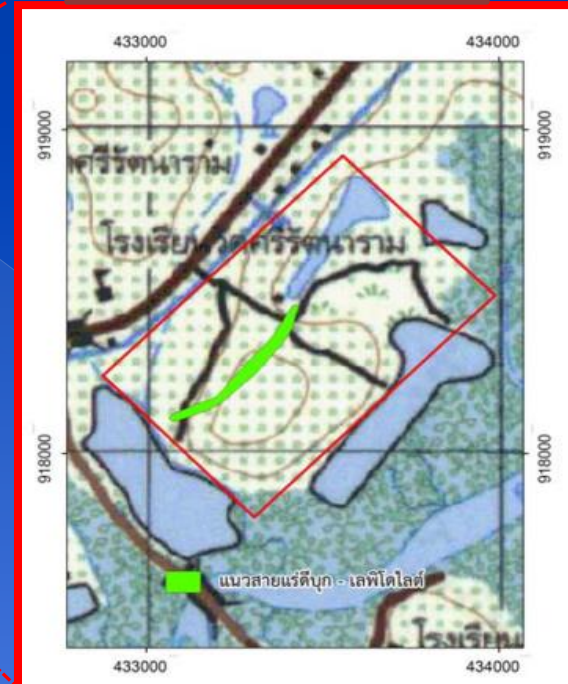 433000 434000
919000 919000
ศรีรัตนาราม
โรงเรียนวัดศรีรัตนาราม
918000 918000
แนวสายแร่ดีบุก - เลพิโดไลต์
โรงเรียน
433000 434000